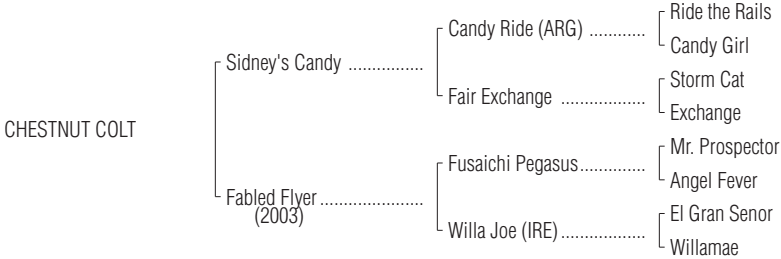 Ride the Rails
Candy Ride (ARG) ............
Candy Girl
Sidney's Candy ................
Storm Cat
Fair Exchange ..................
Exchange
CHESTNUT COLT
Mr. Prospector
Fusaichi Pegasus..............
Angel Fever
Fabled Flyer......................
(2003)
El Gran Senor
Willa Joe (IRE)..................
Willamae